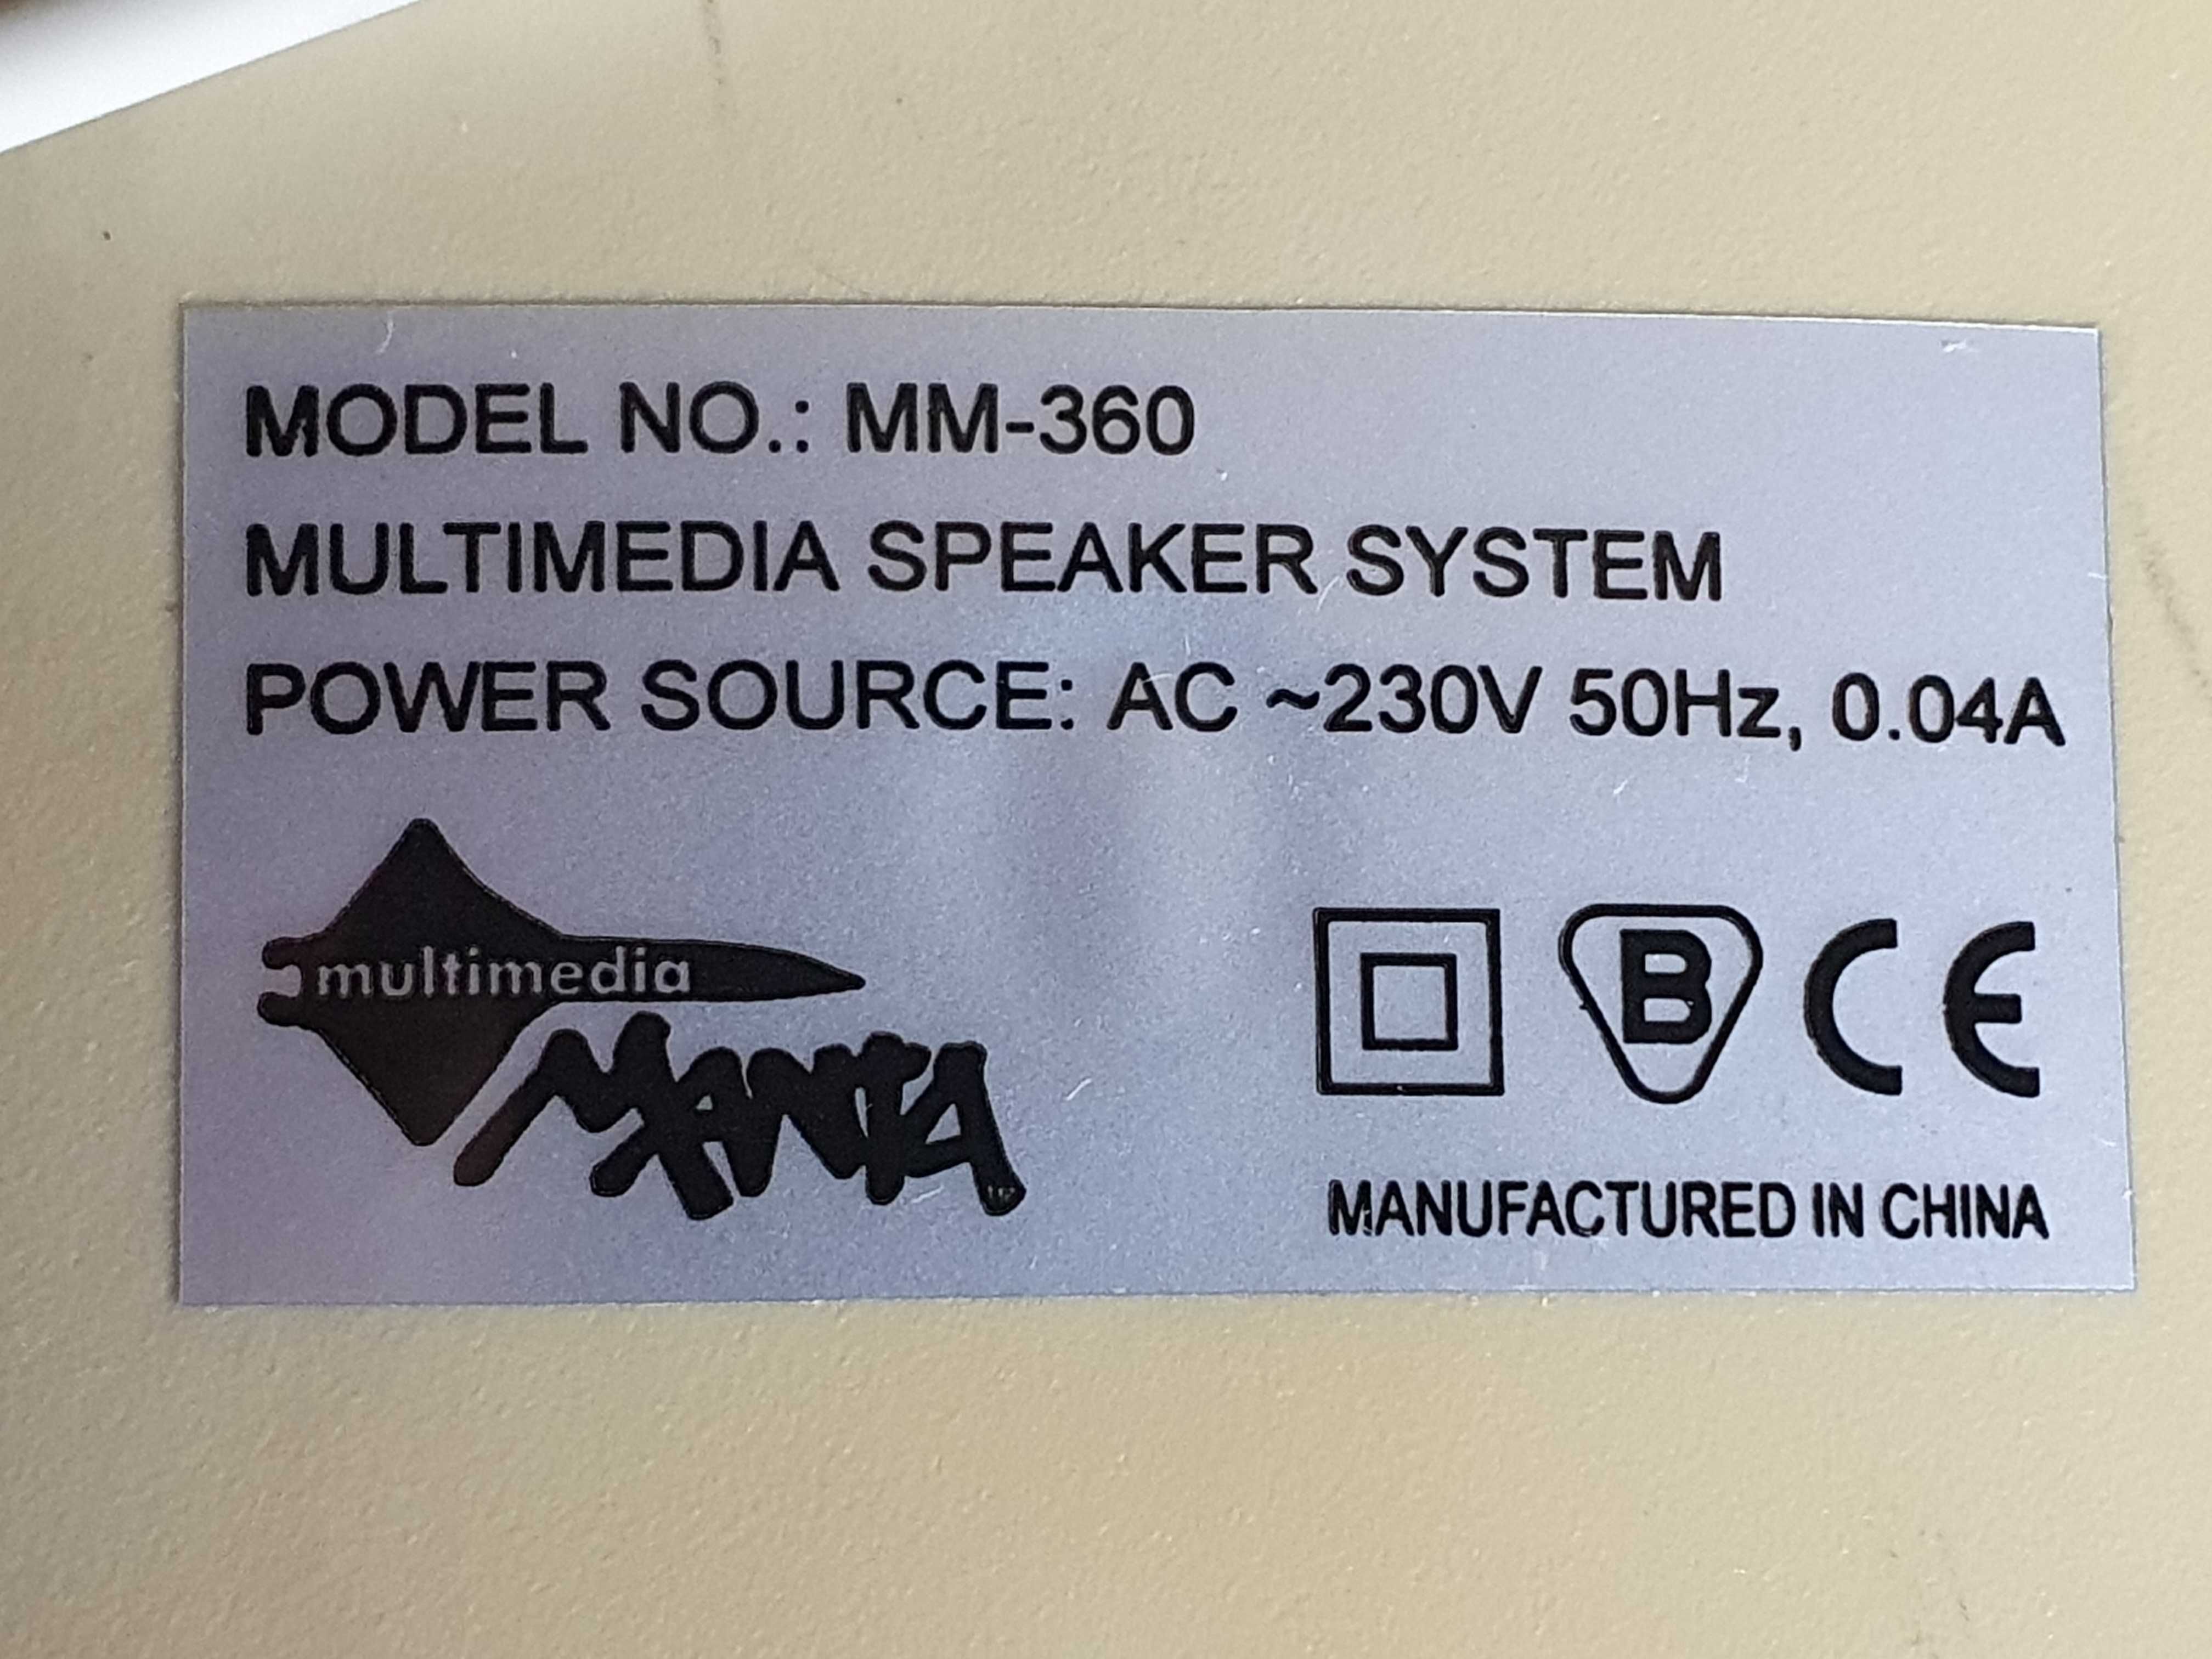 MODEL NO.: MM-360
MULTIMEDIA SPEAKER SYSTEM
POWER SOURCE: AC ~230V 50Hz, 0.04A
multimedia
MANTA
B CE
MANUFACTURED IN CHINA